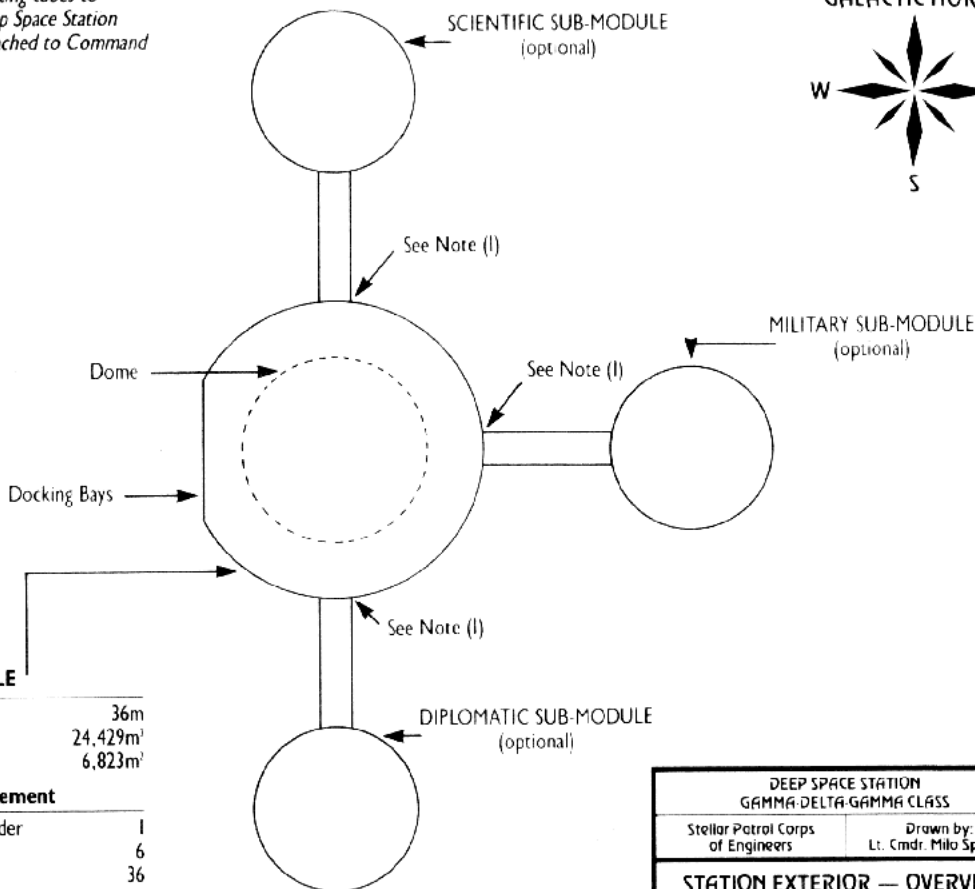 p Space Station
ched to Command
SCIENTIFIC SUB-MODULE
(optional)
W
S
See Note (1)
MILITARY SUB-MODULE
(optional)
Dome
See Note (1)
Docking Bays
See Note (1)
LE
36m
24,429m³
6,823m²
ement
der 1
6
36
DIPLOMATIC SUB-MODULE
(optional)
DEEP SPACE STATION
GAMMA-DELTA-GAMMA CLASS
Stellar Patrol Corps
of Engineers
Drawn by:
Lt. Cmdr. Milo Sp
STATION EXTERIOR — OVERVI